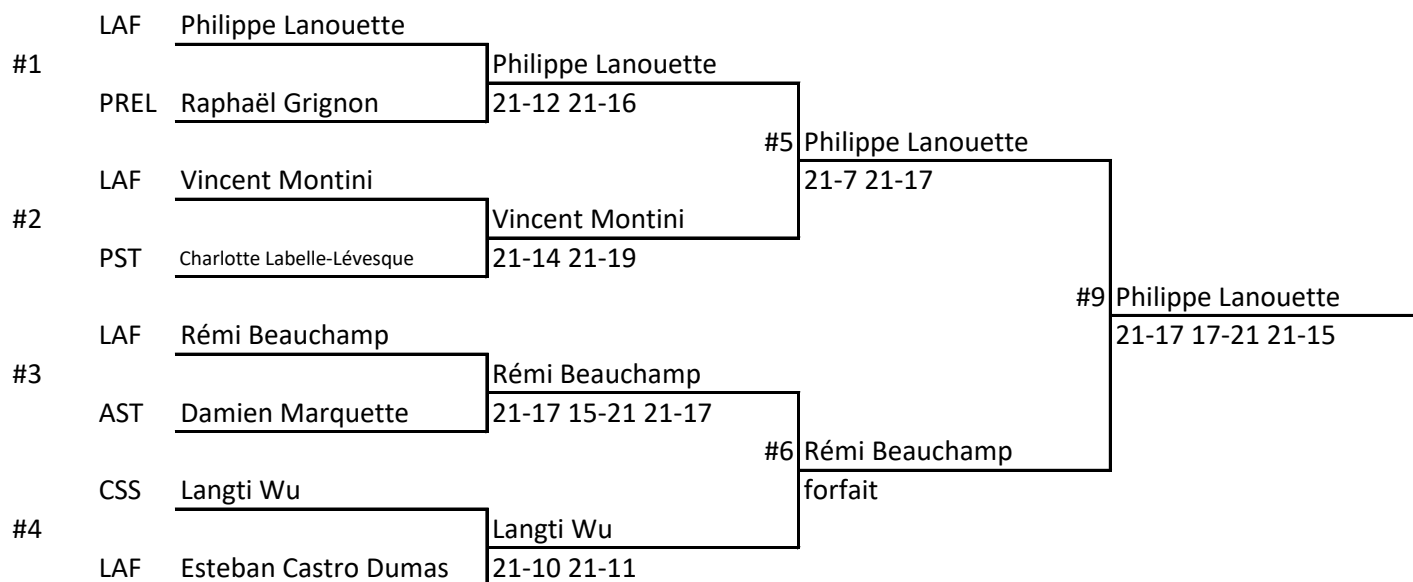 LAF Philippe Lanouette
#1 Philippe Lanouette
PREL Raphaël Grignon 21-12 21-16
#5 Philippe Lanouette
LAF Vincent Montini 21-7 21-17
#2 Vincent Montini
PST Charlotte Labelle-Lévesque 21-14 21-19
#9 Philippe Lanouette
LAF Rémi Beauchamp 21-17 17-21 21-15
#3 Rémi Beauchamp
AST Damien Marquette 21-17 15-21 21-17
#6 Rémi Beauchamp
CSS Langti Wu forfait
#4 Langti Wu
LAF Esteban Castro Dumas 21-10 21-11